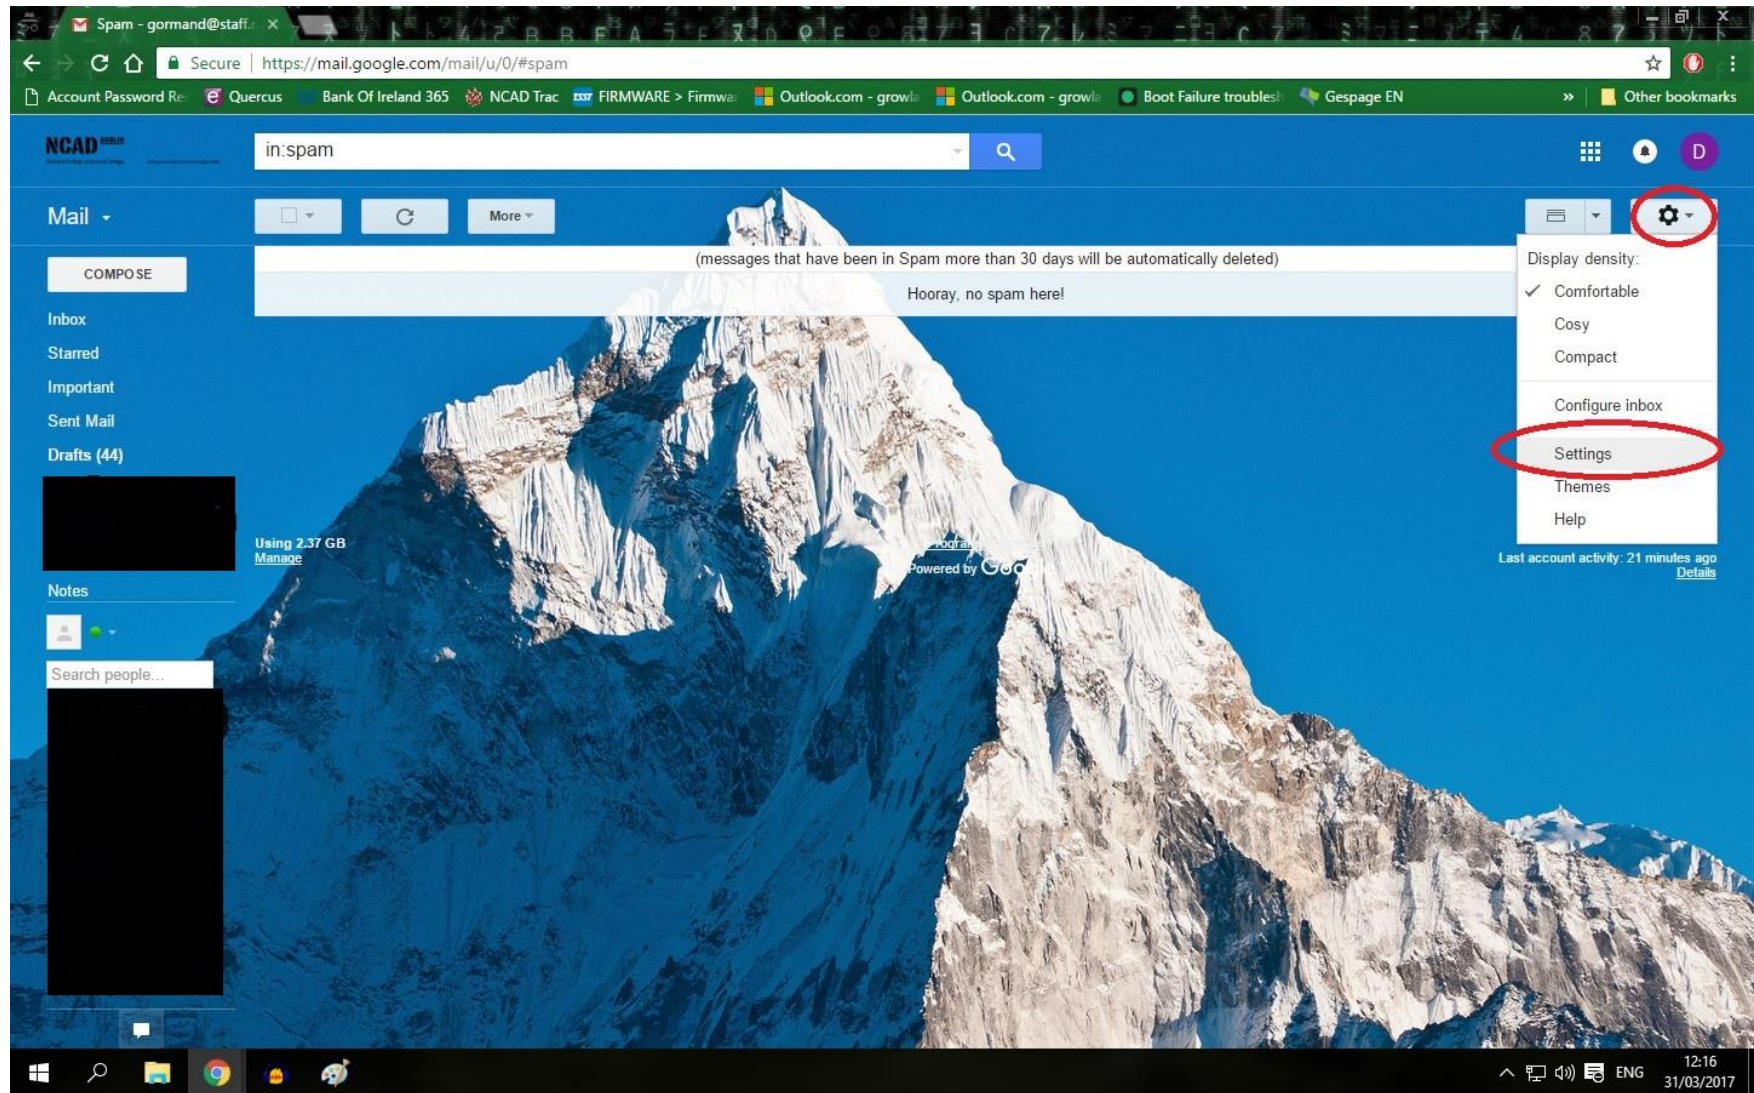 Spam - gormand@staff.n
Secure https://mail.google.com/mail/u/0/#spam
Account Password Re
Quercus
Bank Of Ireland 365
NCAD Trac
FIRMWARE > Firmwa
Outlook.com - growla
Outlook.com - growla
Boot Failure troublesh
Gespage EN
»
Other bookmarks
NCAD
in:spam
D
Mail
More
(messages that have been in Spam more than 30 days will be automatically deleted)
Hooray, no spam here!
COMPOSE
Inbox
Starred
Important
Sent Mail
Drafts (44)
Notes
Search people...
Display density:
Comfortable
Cosy
Compact
Configure inbox
Settings
Themes
Help
Using 2.37 GB
Manage
Powered by Google
Last account activity: 21 minutes ago
Details
ENG
12:16
31/03/2017